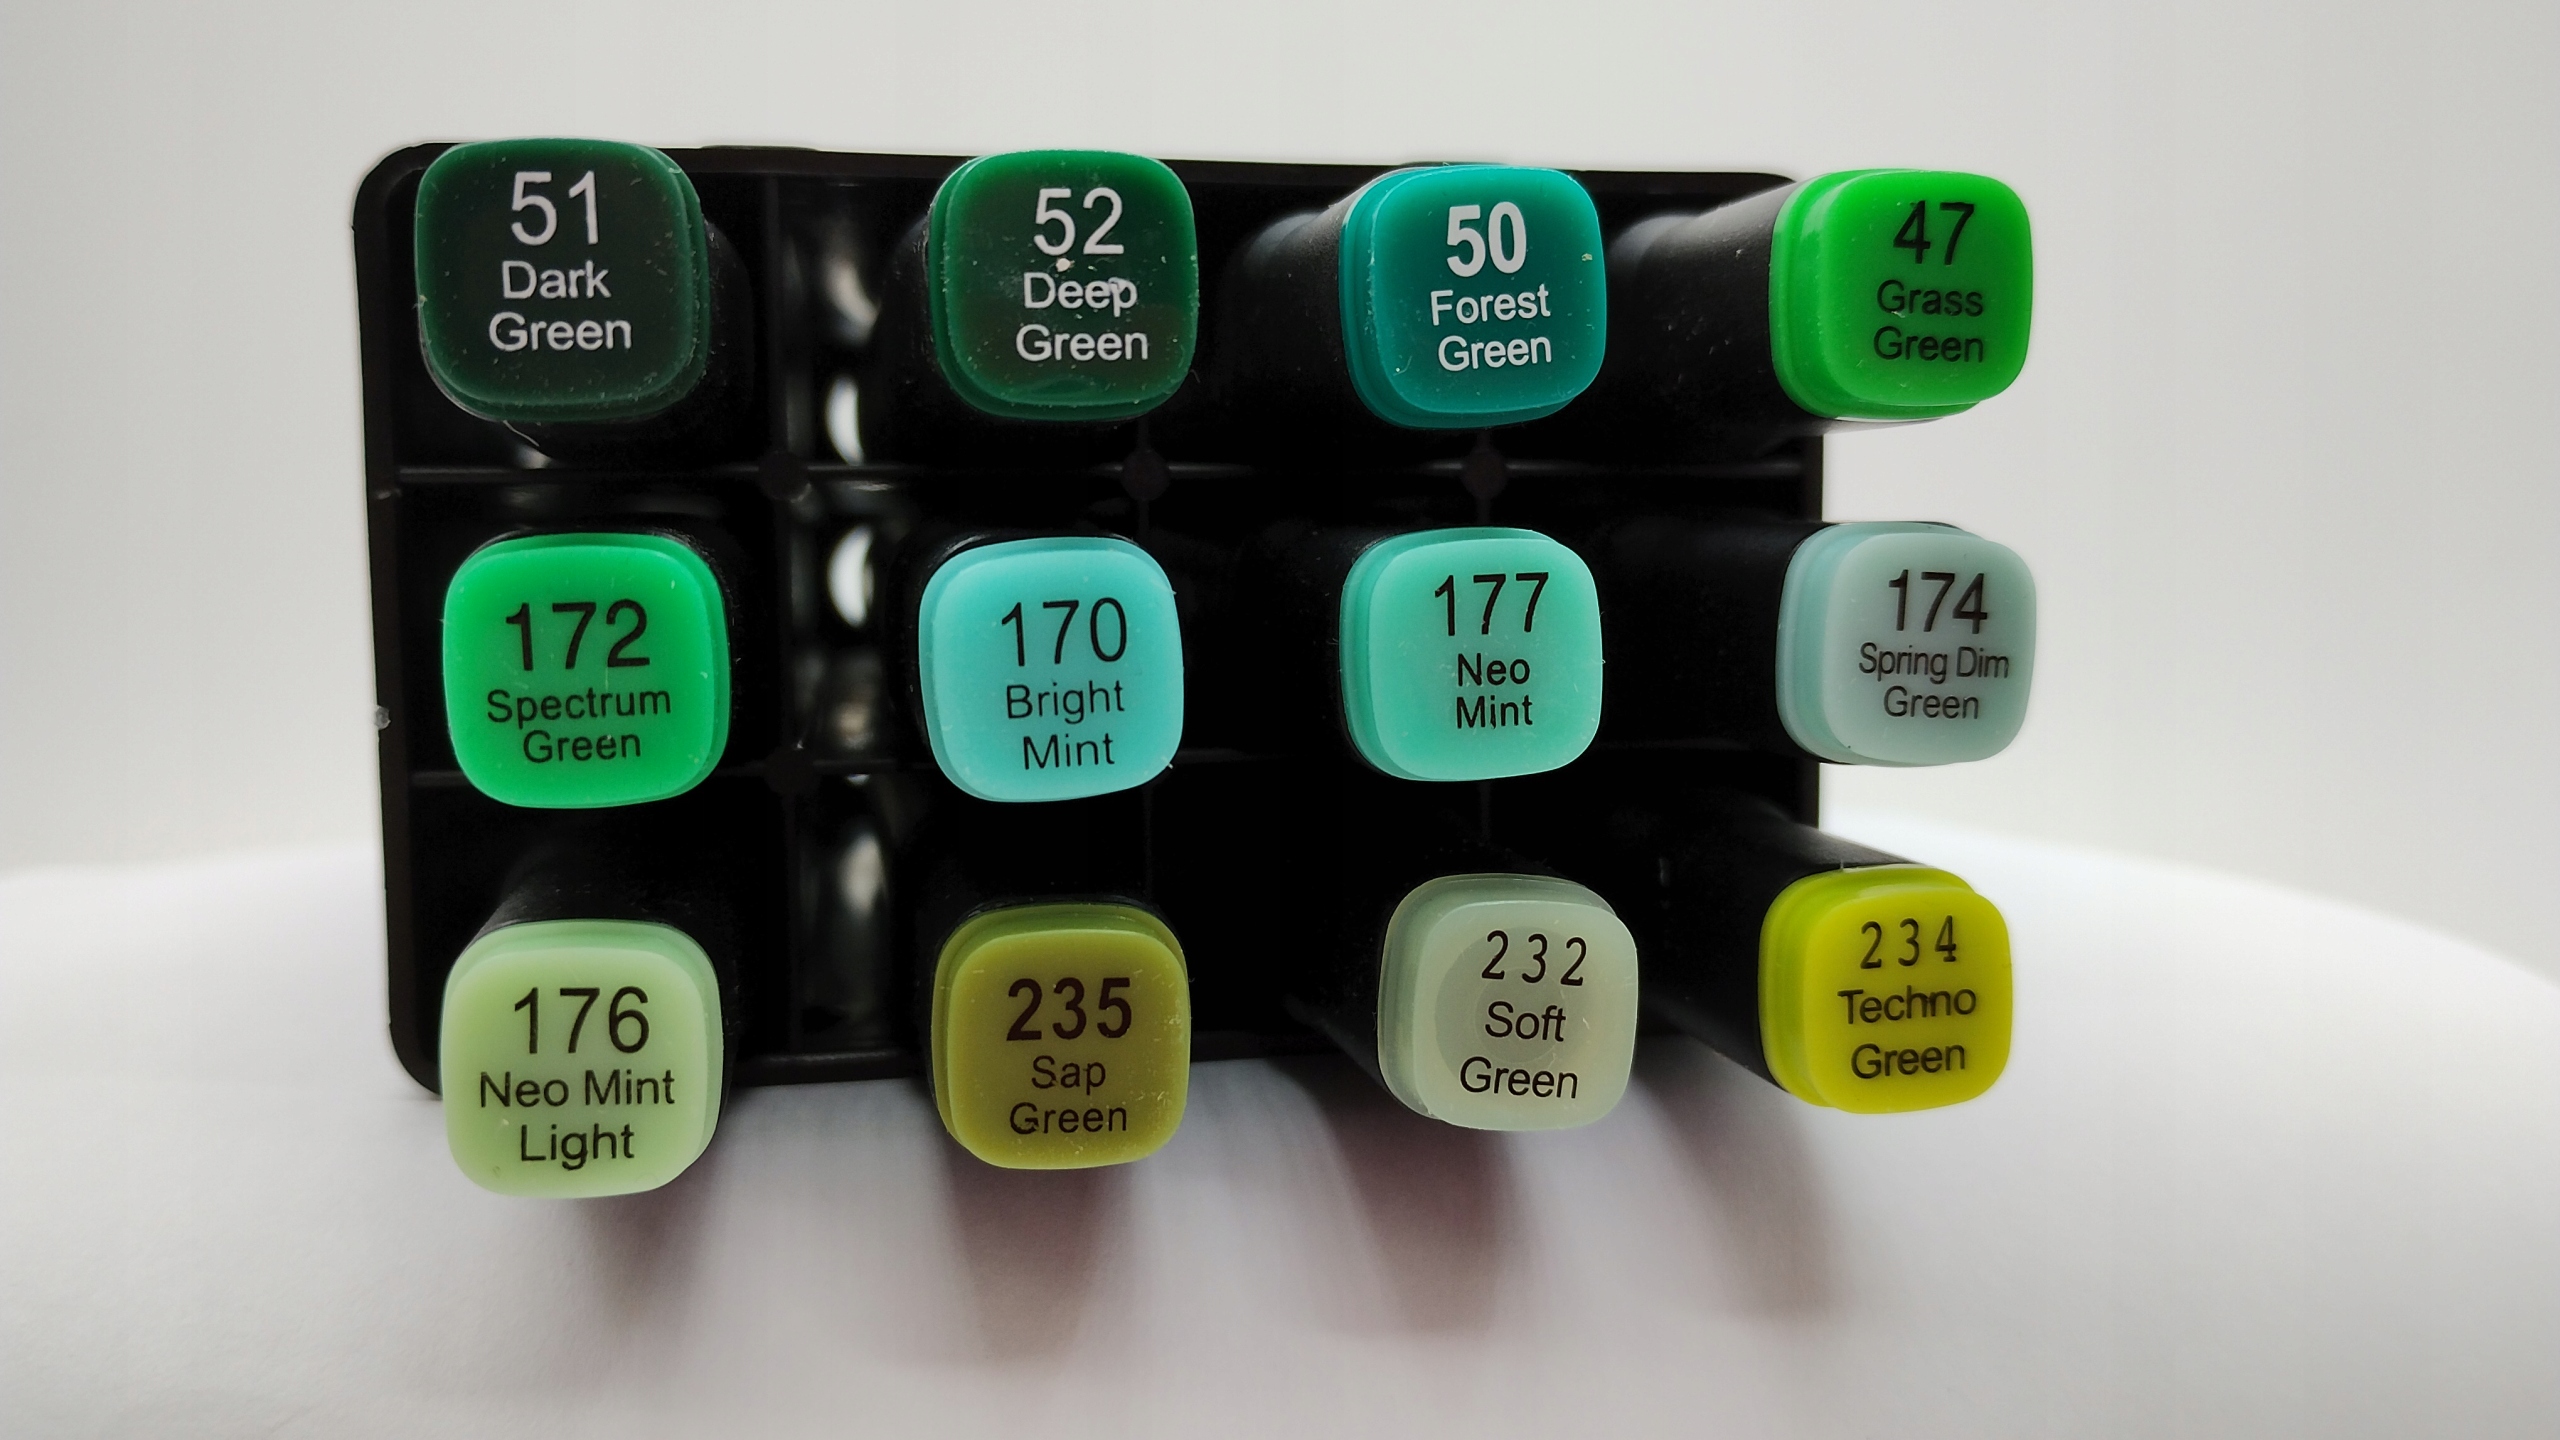 51
Dark
Green
52
Deep
Green
50
Forest
Green
47
Grass
Green
172
Spectrum
Green
170
Bright
Mint
177
Neo
Mint
174
Spring Dim
Green
176
Neo Mint
Light
235
Sap
Green
232
Soft
Green
234
Techno
Green